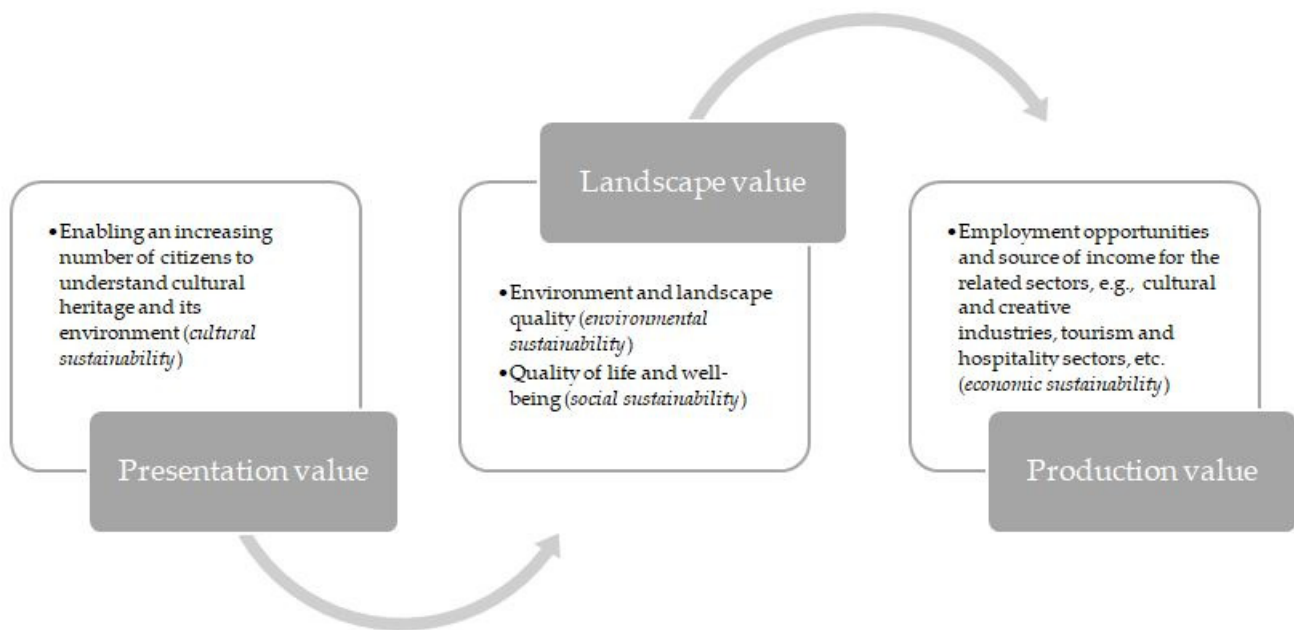 •Enabling an increasing
number of citizens to
understand cultural
heritage and its
environment (cultural
sustainability)
Presentation value
Landscape value
•Environment and landscape
quality (environmental
sustainability)
•Quality of life and well-
being (social sustainability)
•Employment opportunities
and source of income for the
related sectors, e.g., cultural
and creative
industries, tourism and
hospitality sectors, etc.
(economic sustainability)
Production value